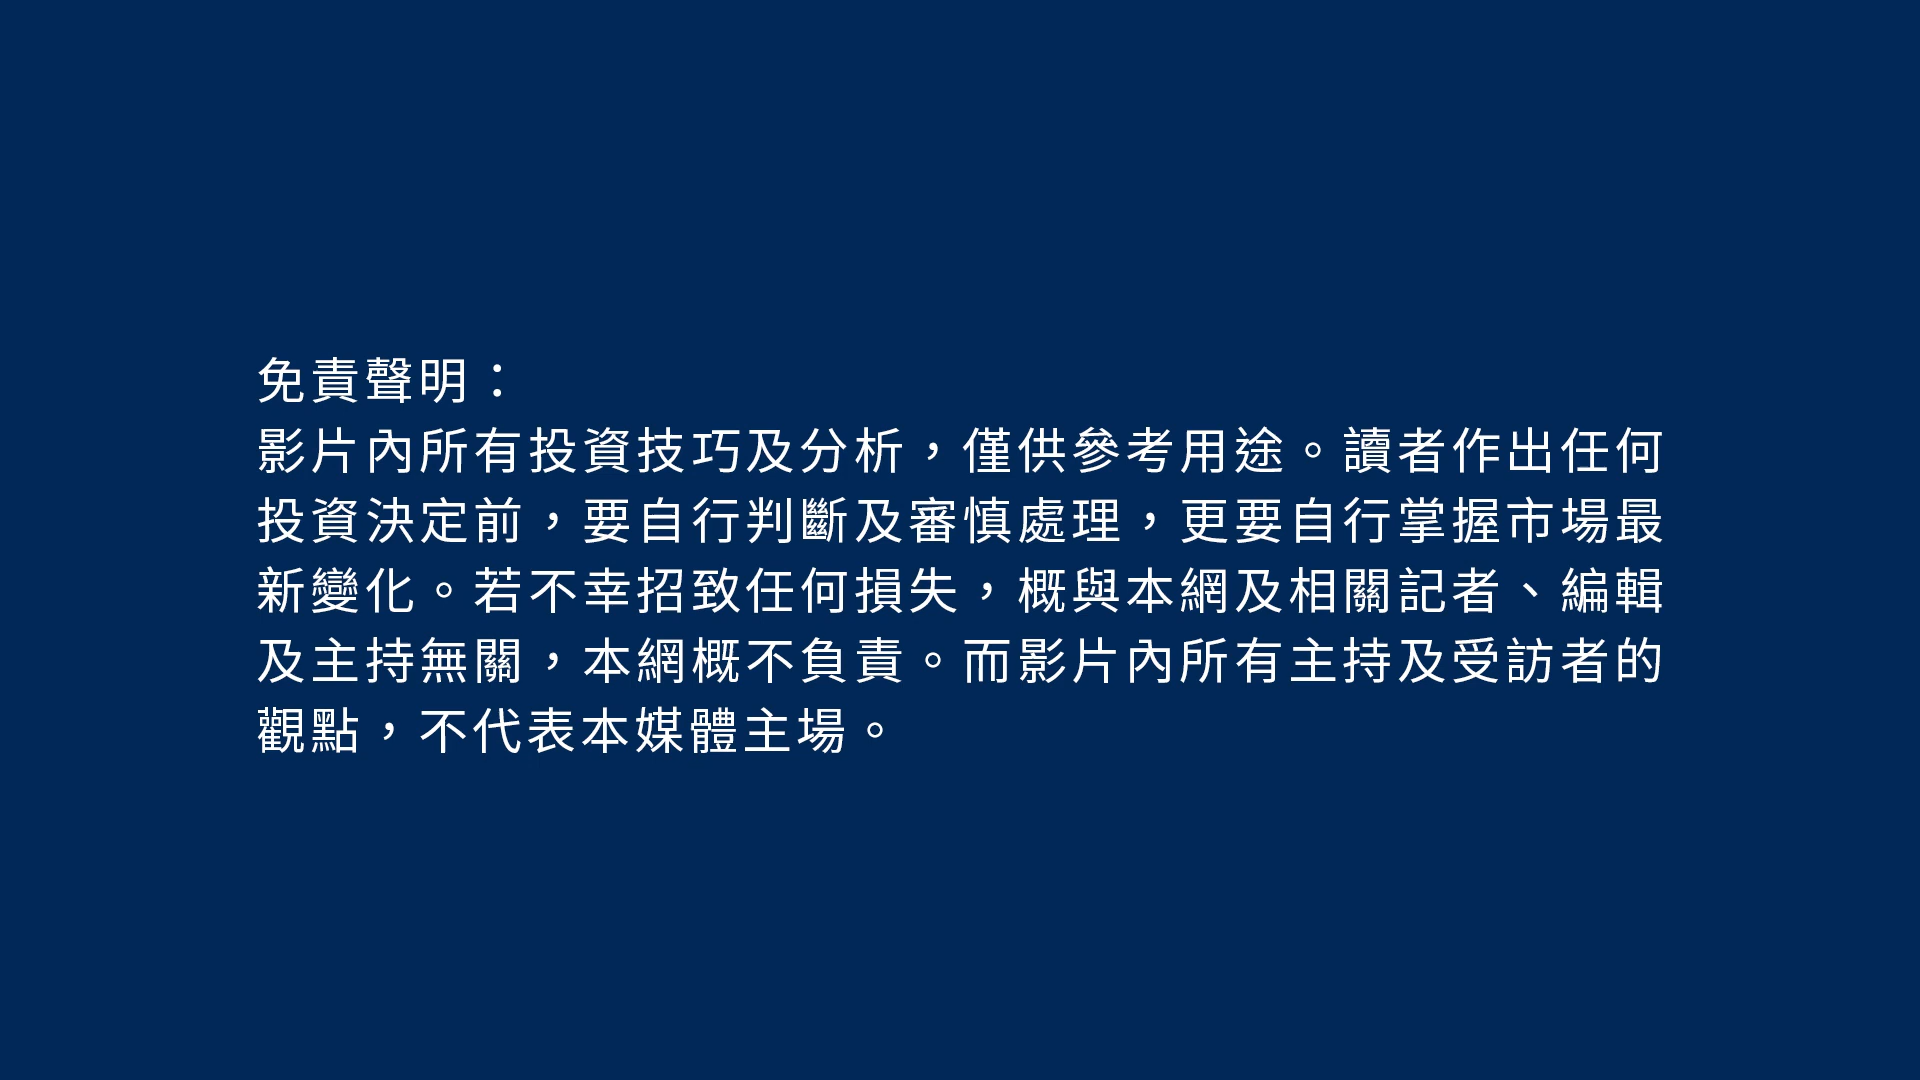 免責聲明：
影片內所有投資技巧及分析，僅供參考用途。讀者作出任何
投資決定前，要自行判斷及審慎處理，更要自行掌握市場最
新變化。若不幸招致任何損失，概與本網及相關記者、編輯
及主持無關，本網概不負責。而影片內所有主持及受訪者的
觀點，不代表本媒體主場。